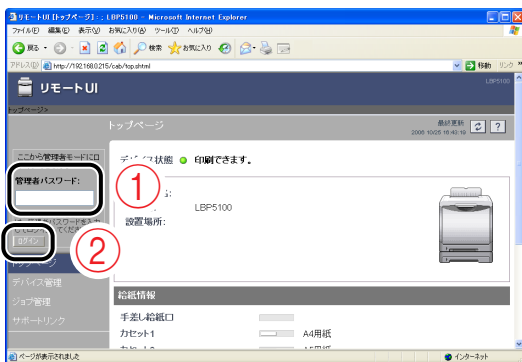 リモートUI [トップページ] : ; LBP5100 - Microsoft Internet Explorer
ファイル(F) 編集(E) 表示(V) お気に入り(A) ツール(T) ヘルプ(H)
戻る 検索 お気に入り
アドレス(D) http://192.168.0.215/cab/top.shtml 移動 リンク
リモートUI LBP5100
トップページ>
トップページ
最終更新
2006 10/25 16:40:19
ここから管理者モードにロ
管理者パスワード:
①
ログイン
②
デバイス状態 印刷できます。
LBP5100
設置場所:
トップページ
デバイス管理
ジョブ管理
サポートリンク
給紙情報
手差し給紙口
カセット1 A4用紙
ページが表示されました インターネット